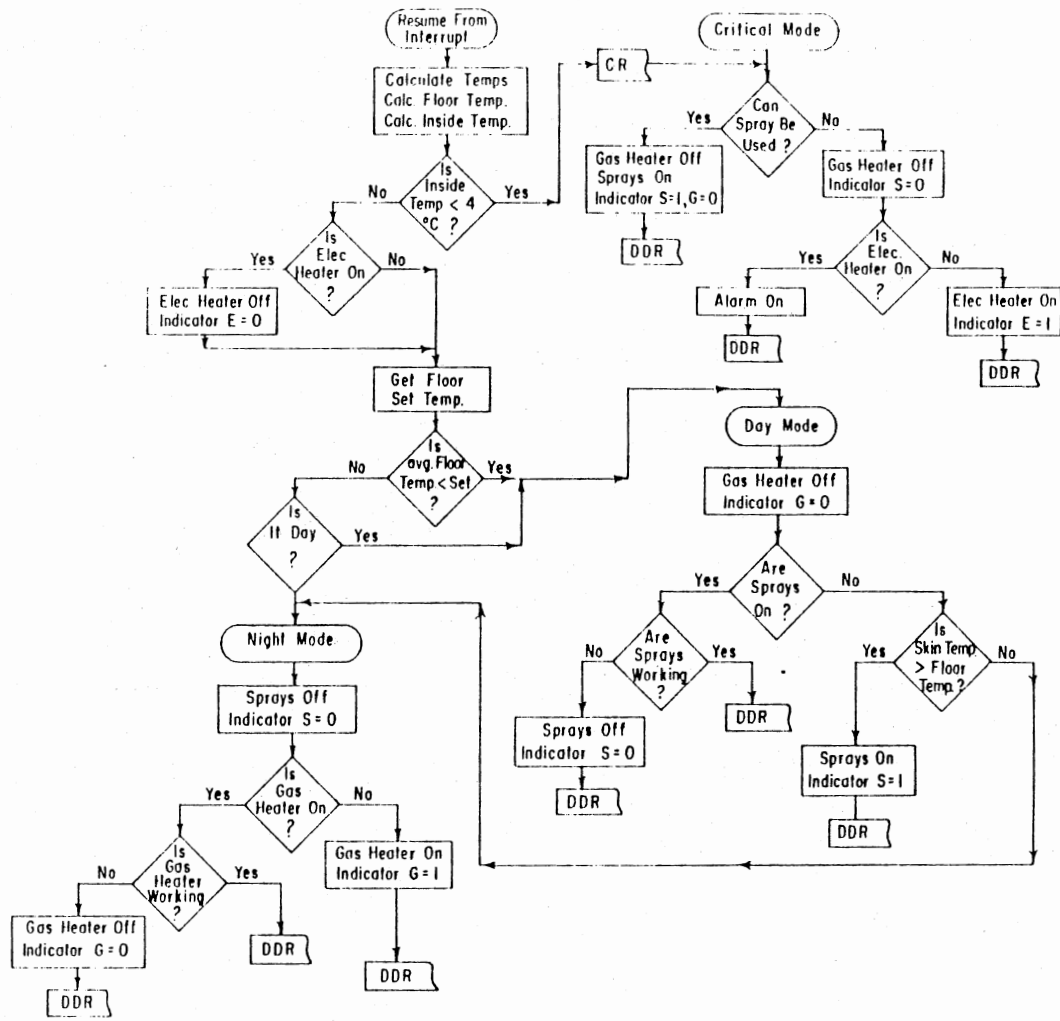 Resume From
Interrupt
Calculate Temps
Calc. Floor Temp.
Calc. Inside Temp.
Is
Inside
Temp < 4
°C ?
No
Yes
CR
Critical Mode
Can
Spray Be
Used ?
Yes
No
Gas Heater Off
Sprays On
Indicator S=1, G=0
DDR
Gas Heater Off
Indicator S=0
Is
Elec.
Heater On
?
Yes
No
Alarm On
DDR
Elec Heater On
Indicator E=1
DDR
Is
Elec
Heater On
?
Yes
No
Elec Heater Off
Indicator E=0
Get Floor
Set Temp.
Is
avg. Floor
Temp. < Set
?
No
Yes
Is
It Day
?
Yes
Day Mode
Gas Heater Off
Indicator G=0
Are
Sprays
On ?
Yes
No
Are
Sprays
Working
?
No
Yes
Sprays Off
Indicator S=0
DDR
DDR
Is
Skin Temp.
> Floor
Temp. ?
Yes
No
Sprays On
Indicator S=1
DDR
Night Mode
Sprays Off
Indicator S=0
Is
Gas
Heater On
?
Yes
No
Is
Gas
Heater
Working
?
No
Yes
Gas Heater Off
Indicator G=0
DDR
DDR
Gas Heater On
Indicator G=1
DDR